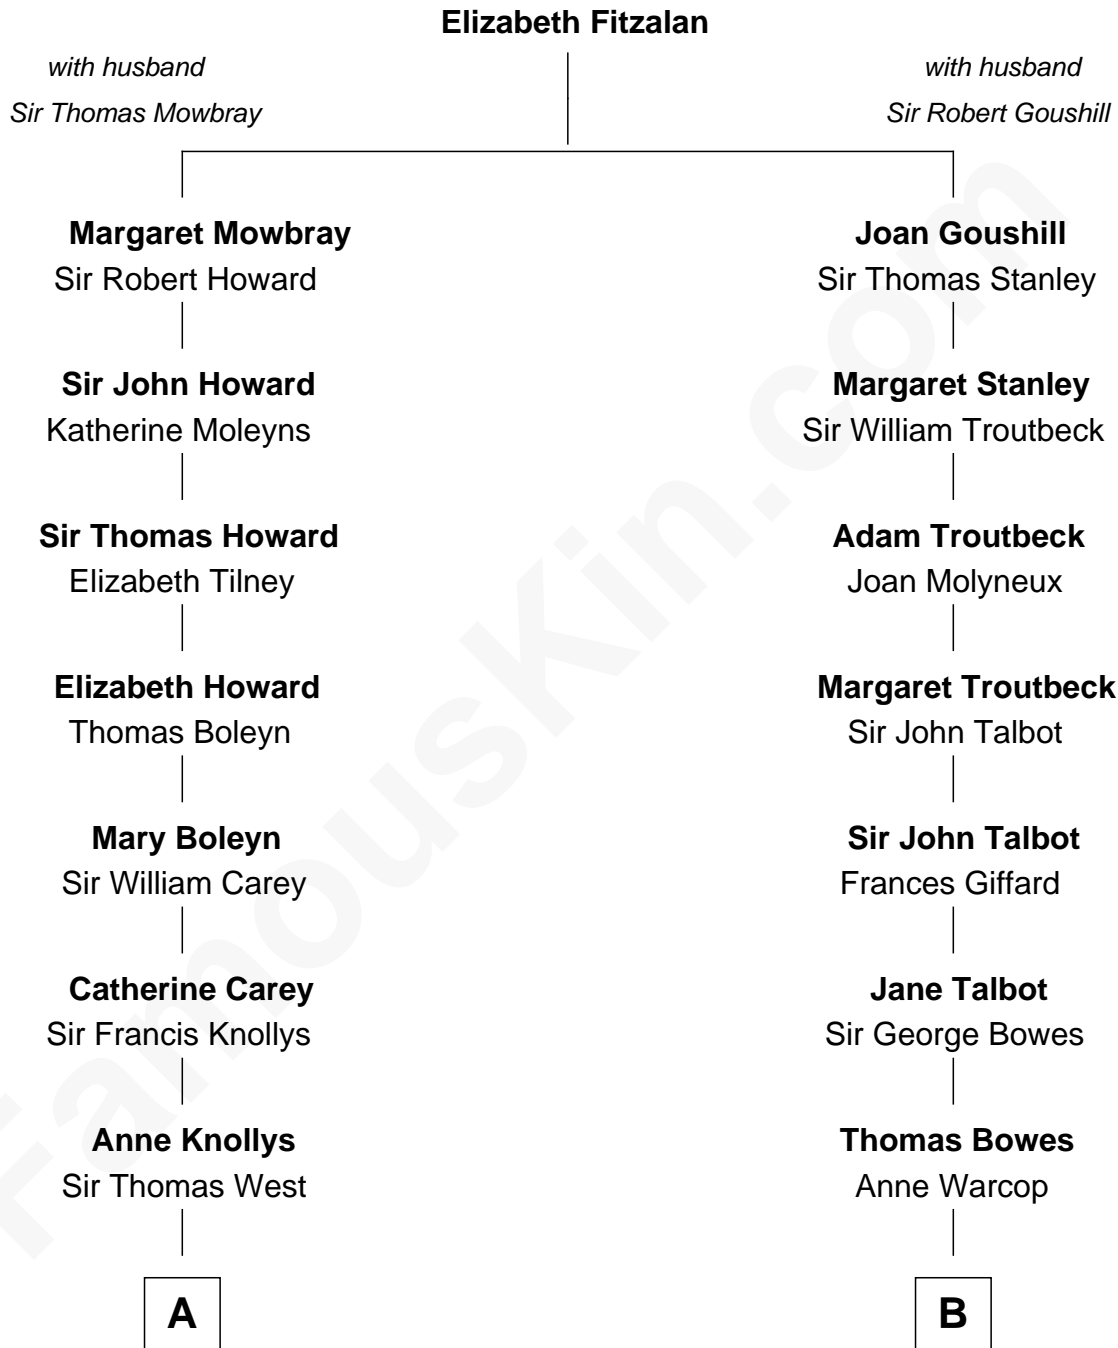 Elizabeth Fitzalan
with husband
Sir Thomas Mowbray
with husband
Sir Robert Goushill
Margaret Mowbray
Sir Robert Howard
Joan Goushill
Sir Thomas Stanley
Sir John Howard
Katherine Moleyns
Margaret Stanley
Sir William Troutbeck
Sir Thomas Howard
Elizabeth Tilney
Adam Troutbeck
Joan Molyneux
Elizabeth Howard
Thomas Boleyn
Margaret Troutbeck
Sir John Talbot
Mary Boleyn
Sir William Carey
Sir John Talbot
Frances Giffard
Catherine Carey
Sir Francis Knollys
Jane Talbot
Sir George Bowes
Anne Knollys
Sir Thomas West
Thomas Bowes
Anne Warcop
A
B
FamousKin.com